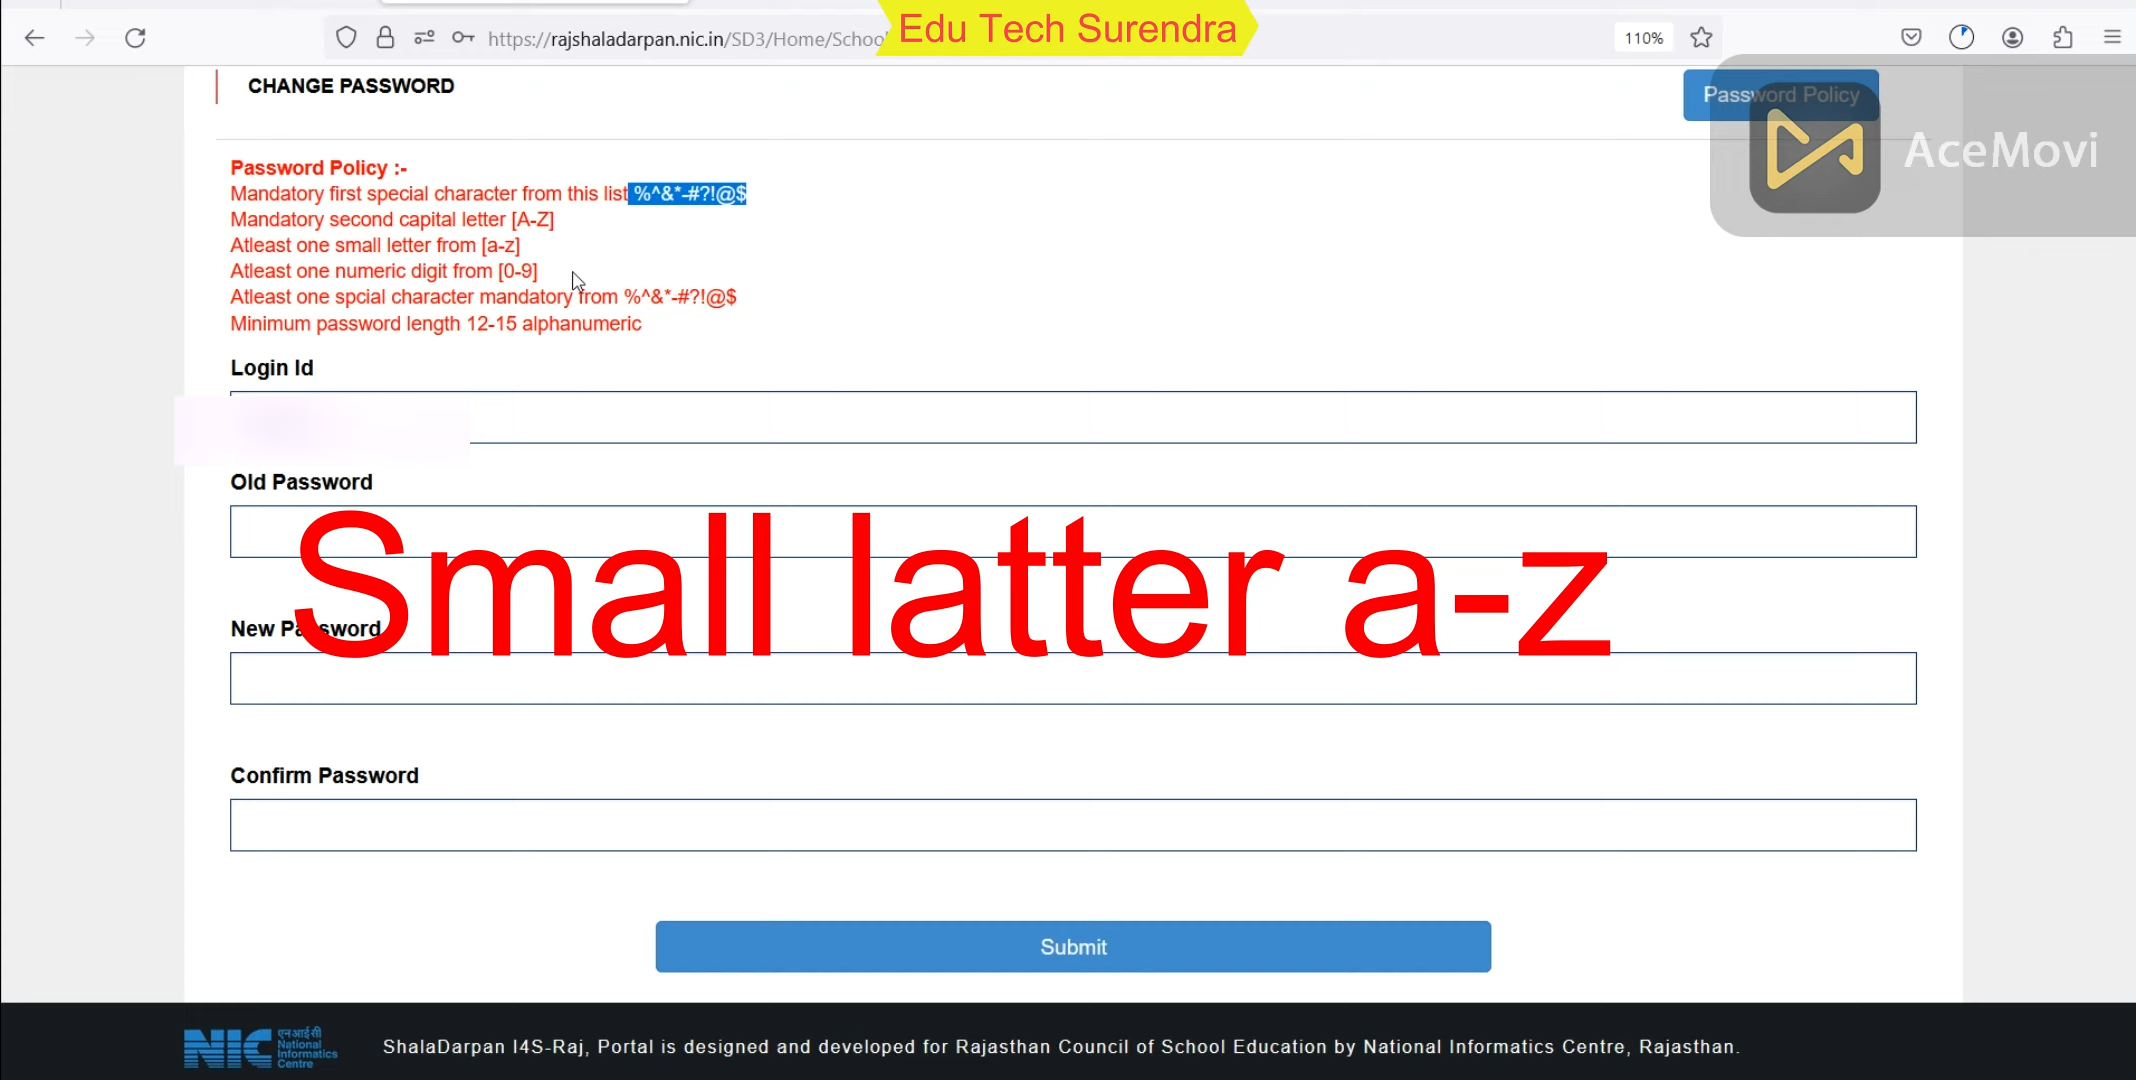 https://rajshaladarpan.nic.in/SD3/Home/Schoo
Edu Tech Surendra
110%
CHANGE PASSWORD
Password Policy
AceMovi
Password Policy :-
Mandatory first special character from this list %^&*-#?!@$
Mandatory second capital letter [A-Z]
Atleast one small letter from [a-z]
Atleast one numeric digit from [0-9]
Atleast one spcial character mandatory from %^&*-#?!@$
Minimum password length 12-15 alphanumeric
Login Id
Old Password
Small latter a-z
New Password
Confirm Password
Submit
NIC
एनआईसी
National
Informatics
Centre
ShalaDarpan I4S-Raj, Portal is designed and developed for Rajasthan Council of School Education by National Informatics Centre, Rajasthan.